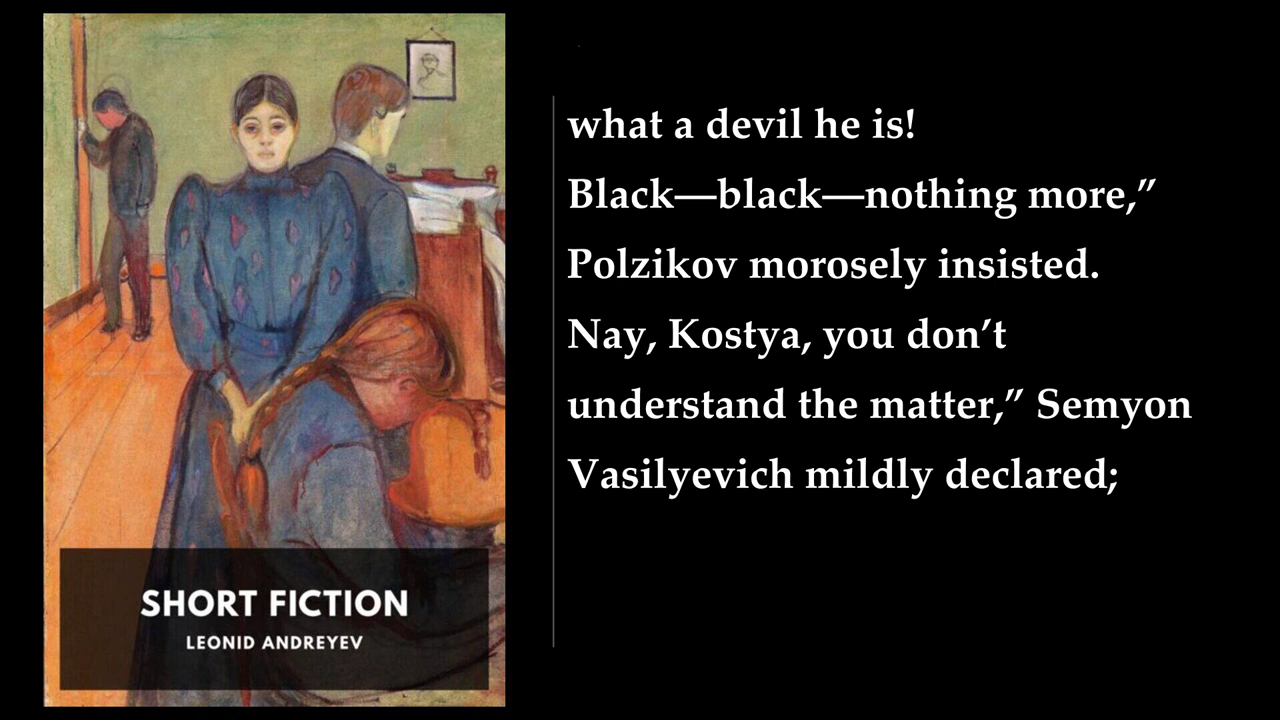 SHORT FICTION
LEONID ANDREYEV
what a devil he is!
Black—black—nothing more,”
Polzikov morosely insisted.
Nay, Kostya, you don’t
understand the matter,” Semyon
Vasilyevich mildly declared;